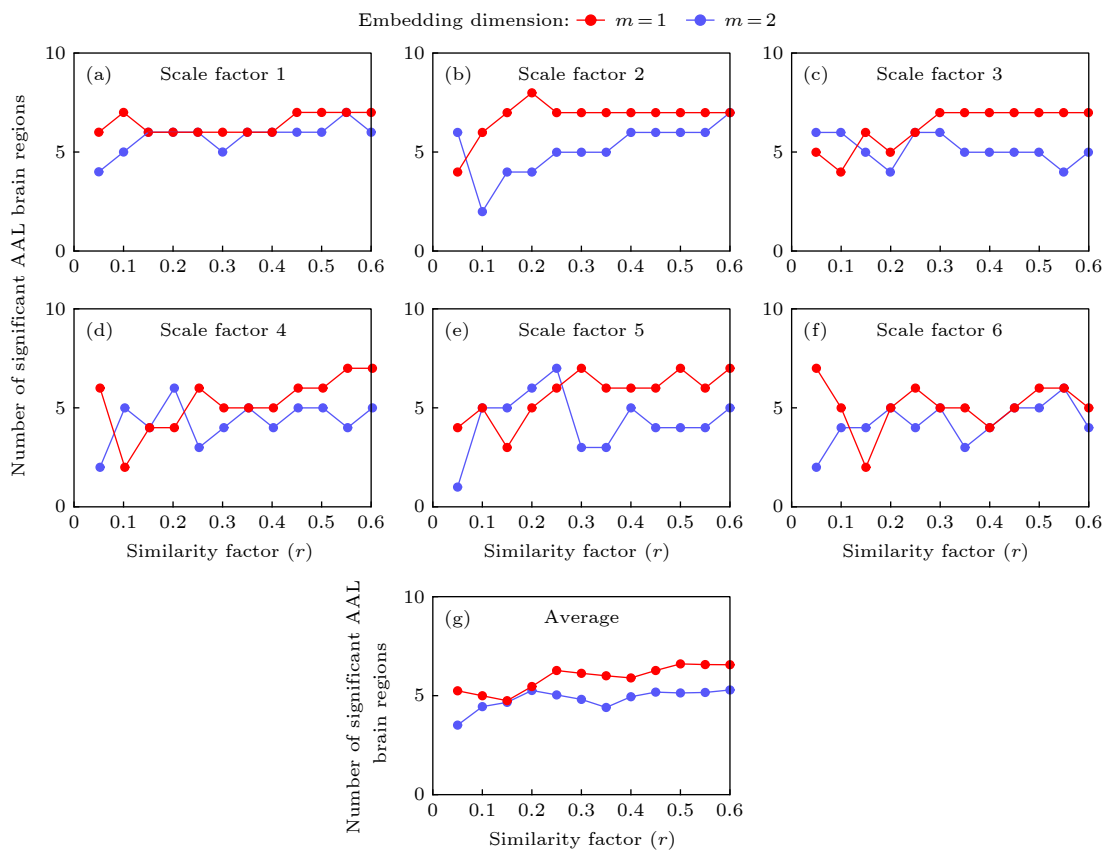 Embedding dimension: m=1 m=2
Number of significant AAL brain regions
(a) Scale factor 1
10
5
0
0 0.1 0.2 0.3 0.4 0.5 0.6
(b) Scale factor 2
10
5
0
0 0.1 0.2 0.3 0.4 0.5 0.6
(c) Scale factor 3
10
5
0
0 0.1 0.2 0.3 0.4 0.5 0.6
(d) Scale factor 4
10
5
0
0 0.1 0.2 0.3 0.4 0.5 0.6
Similarity factor (r)
(e) Scale factor 5
10
5
0
0 0.1 0.2 0.3 0.4 0.5 0.6
Similarity factor (r)
(f) Scale factor 6
10
5
0
0 0.1 0.2 0.3 0.4 0.5 0.6
Similarity factor (r)
Number of significant AAL
brain regions
(g) Average
10
5
0
0 0.1 0.2 0.3 0.4 0.5 0.6
Similarity factor (r)